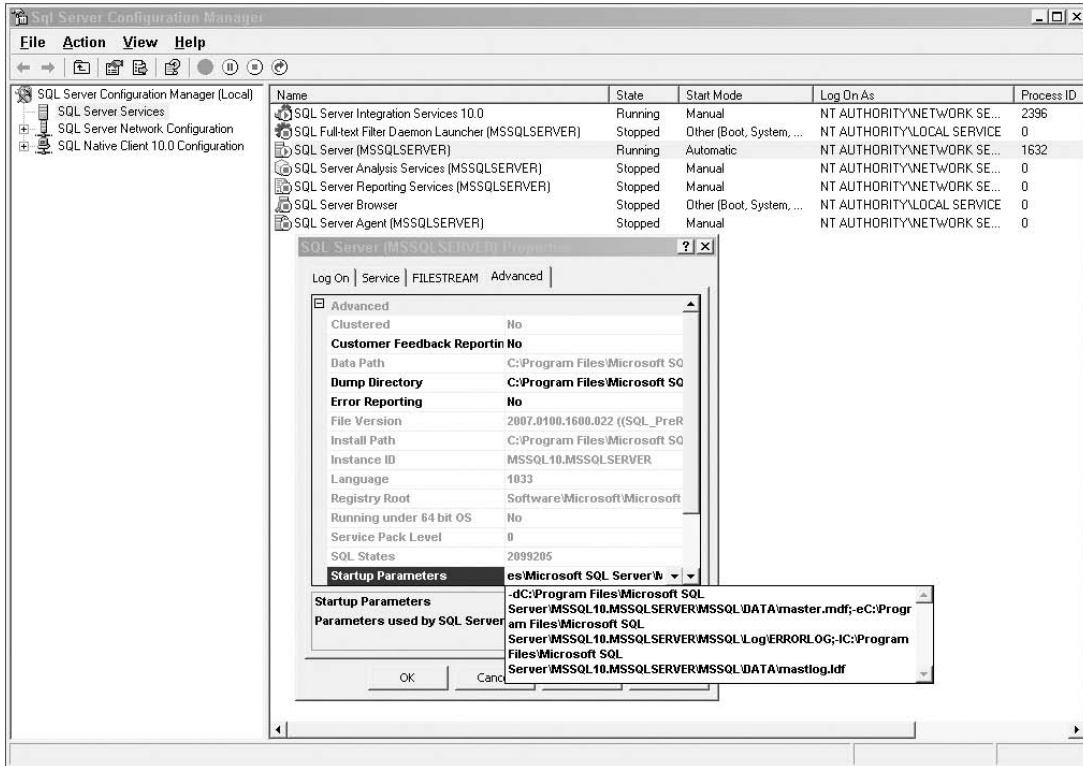 Sql Server Configuration Manager
File Action View Help
SQL Server Configuration Manager (Local)
SQL Server Services
SQL Server Network Configuration
SQL Native Client 10.0 Configuration
Name State Start Mode Log On As Process ID
SQL Server Integration Services 10.0 Running Manual NT AUTHORITY\NETWORK SE... 2396
SQL Full-text Filter Daemon Launcher (MSSQLSERVER) Stopped Other (Boot, System, ... NT AUTHORITY\LOCAL SERVICE 0
SQL Server (MSSQLSERVER) Running Automatic NT AUTHORITY\NETWORK SE... 1632
SQL Server Analysis Services (MSSQLSERVER) Stopped Manual NT AUTHORITY\NETWORK SE... 0
SQL Server Reporting Services (MSSQLSERVER) Stopped Manual NT AUTHORITY\NETWORK SE... 0
SQL Server Browser Stopped Other (Boot, System, ... NT AUTHORITY\LOCAL SERVICE 0
SQL Server Agent (MSSQLSERVER) Stopped Manual NT AUTHORITY\NETWORK SE... 0
SQL Server (MSSQLSERVER) Properties
Log On Service FILESTREAM Advanced
Advanced
Clustered No
Customer Feedback Reportin No
Data Path C:\Program Files\Microsoft SQ
Dump Directory C:\Program Files\Microsoft SQ
Error Reporting No
File Version 2007.0100.1600.022 ((SQL_PreR
Install Path C:\Program Files\Microsoft SQ
Instance ID MSSQL10.MSSQLSERVER
Language 1033
Registry Root Software\Microsoft\Microsoft
Running under 64 bit OS No
Service Pack Level 0
SQL States 2099205
Startup Parameters es\Microsoft SQL Server\M
-dC:\Program Files\Microsoft SQL
Server\MSSQL10.MSSQLSERVER\MSSQL\DATA\master.mdf;-eC:\Progr
am Files\Microsoft SQL
Server\MSSQL10.MSSQLSERVER\MSSQL\Log\ERRORLOG;-lC:\Program
Files\Microsoft SQL
Server\MSSQL10.MSSQLSERVER\MSSQL\DATA\mastlog.ldf
Startup Parameters
Parameters used by SQL Server
OK Canc